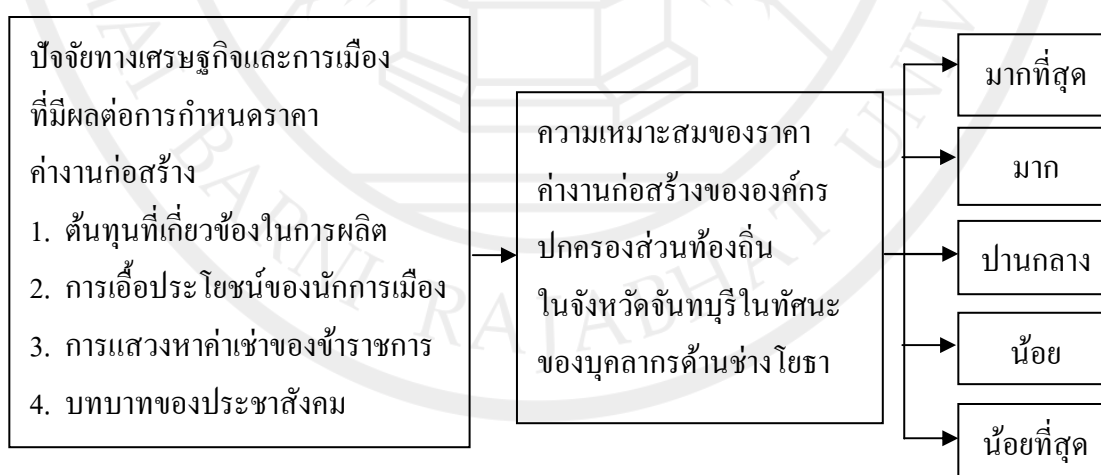 ปัจจัยทางเศรษฐกิจและการเมือง
ที่มีผลต่อการกำหนดราคา
ค่างานก่อสร้าง
1. ต้นทุนที่เกี่ยวข้องในการผลิต
2. การเอื้อประโยชน์ของนักการเมือง
3. การแสวงหาค่าเช่าของข้าราชการ
4. บทบาทของประชาสังคม
ความเหมาะสมของราคา
ค่างานก่อสร้างขององค์กร
ปกครองส่วนท้องถิ่น
ในจังหวัดจันทบุรีในทัศนะ
ของบุคลากรด้านช่างโยธา
มากที่สุด
มาก
ปานกลาง
น้อย
น้อยที่สุด
BARNI RAJABHAT